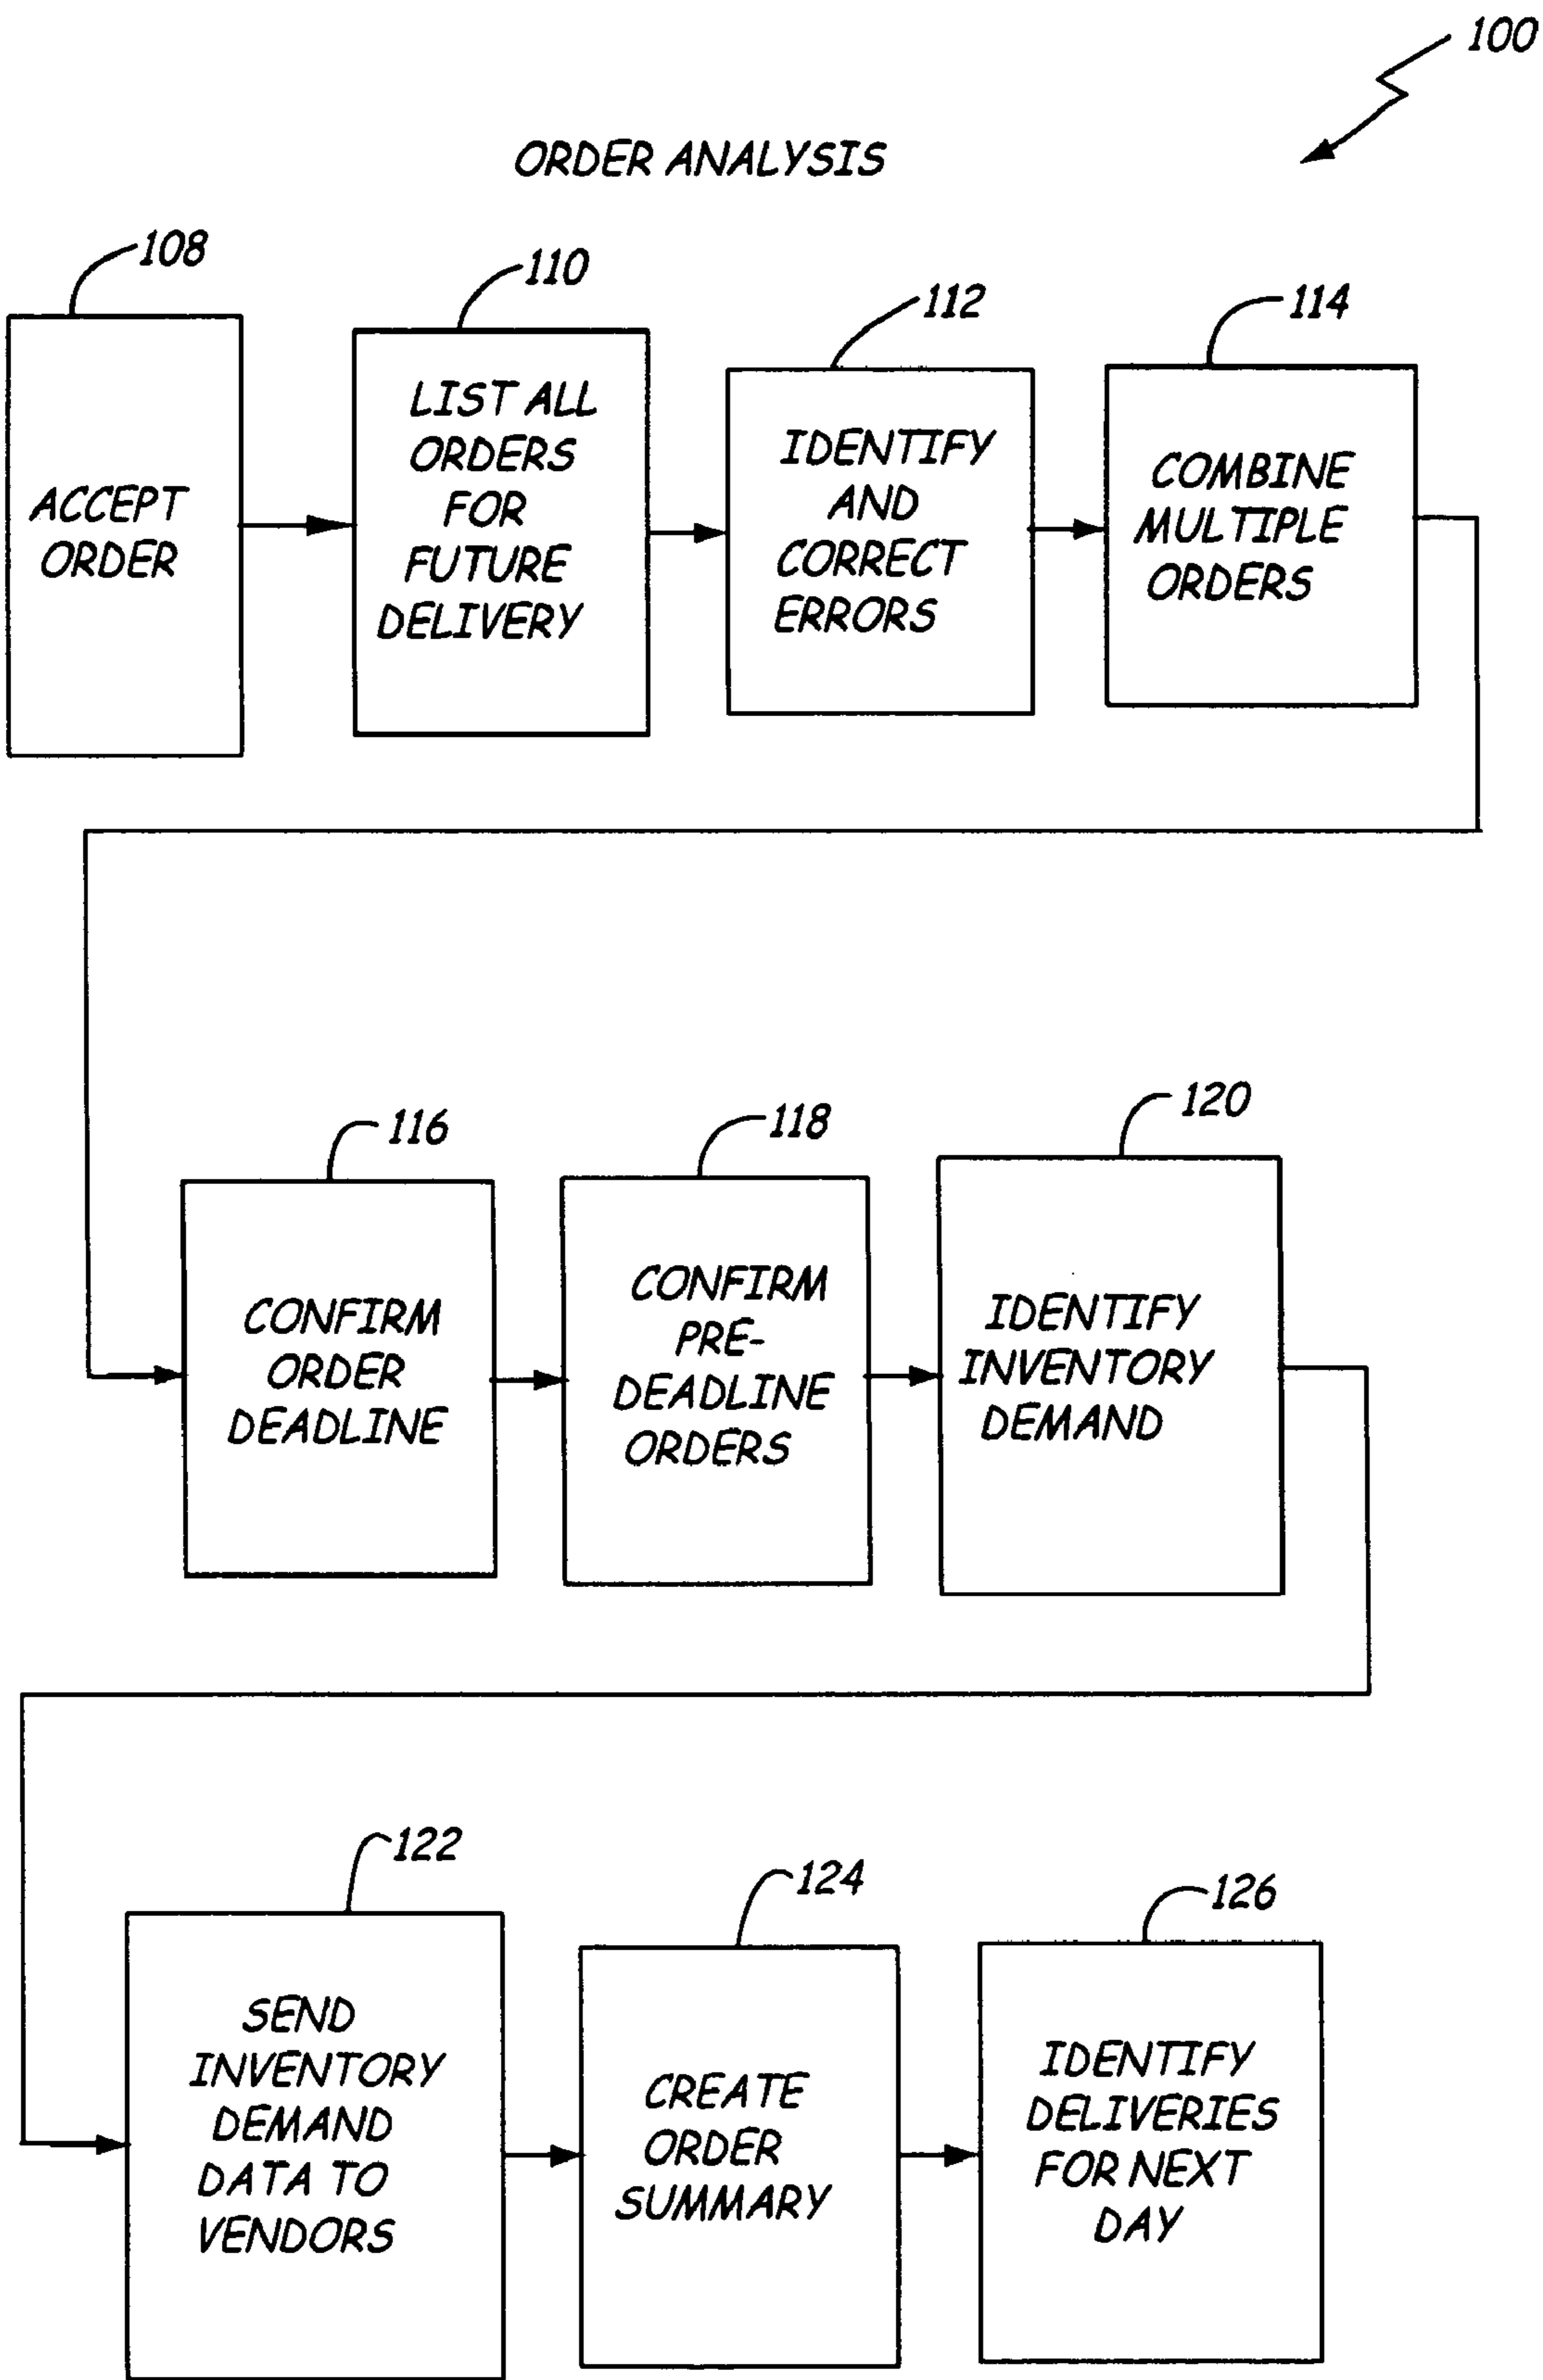 100
ORDER ANALYSIS
108
110
112
114
ACCEPT
ORDER
LIST ALL
ORDERS
FOR
FUTURE
DELIVERY
IDENTIFY
AND
CORRECT
ERRORS
COMBINE
MULTIPLE
ORDERS
116
118
120
CONFIRM
ORDER
DEADLINE
CONFIRM
PRE-
DEADLINE
ORDERS
IDENTIFY
INVENTORY
DEMAND
122
124
126
SEND
INVENTORY
DEMAND
DATA TO
VENDORS
CREATE
ORDER
SUMMARY
IDENTIFY
DELIVERIES
FOR NEXT
DAY